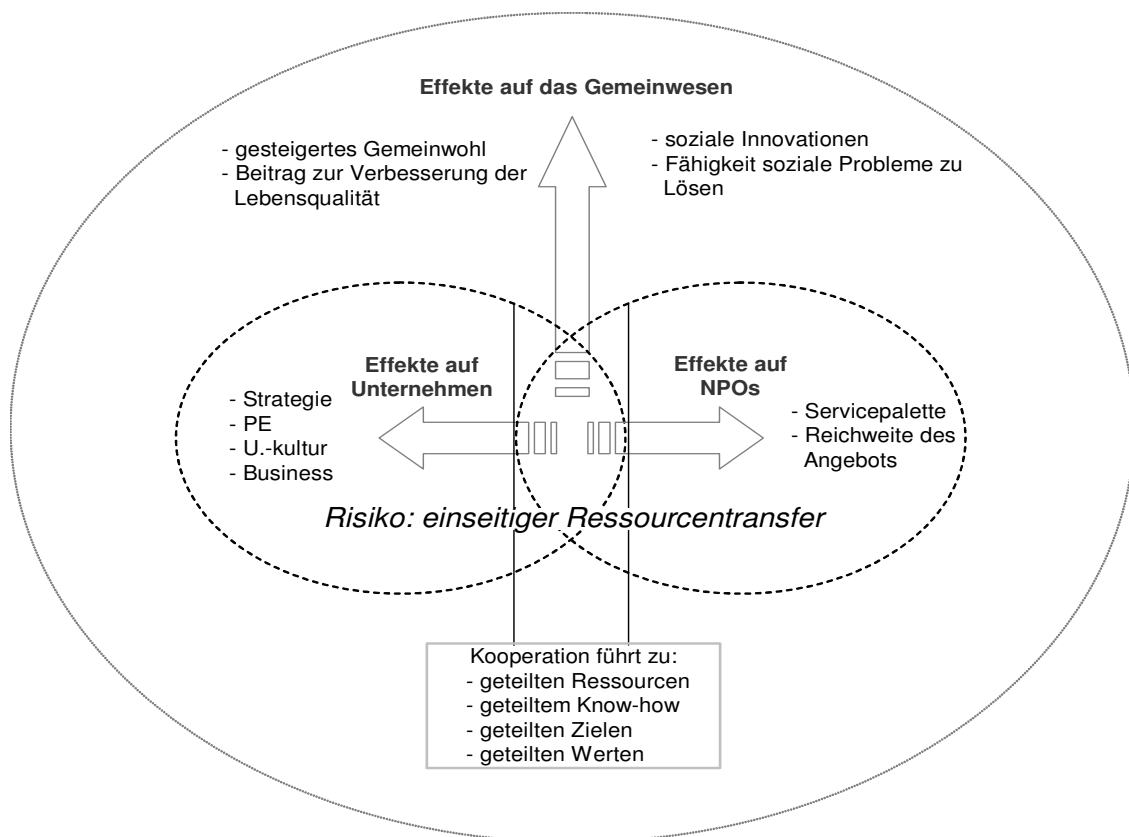 Effekte auf das Gemeinwesen
- gesteigertes Gemeinwohl
- Beitrag zur Verbesserung der
Lebensqualität
- soziale Innovationen
- Fähigkeit soziale Probleme zu
Lösen
Effekte auf
Unternehmen
- Strategie
- PE
- U.-kultur
- Business
Effekte auf
NPOs
- Servicepalette
- Reichweite des
Angebots
Risiko: einseitiger Ressourcentransfer
Kooperation führt zu:
- geteilten Ressourcen
- geteiltem Know-how
- geteilten Zielen
- geteilten Werten